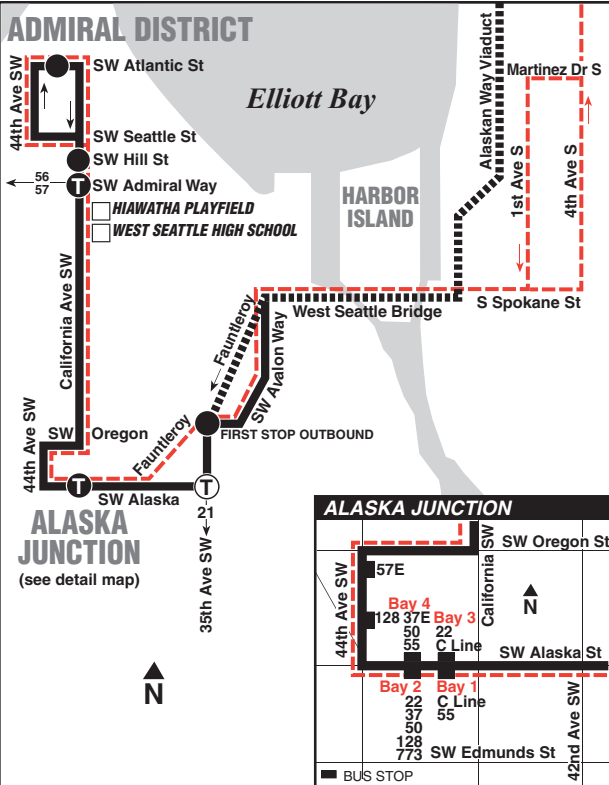 ADMIRAL DISTRICT
44th Ave SW
SW Atlantic St
SW Seattle St
SW Hill St
56
57
T
SW Admiral Way
HIAWATHA PLAYFIELD
WEST SEATTLE HIGH SCHOOL
Elliott Bay
HARBOR
ISLAND
Alaskan Way Viaduct
Martinez Dr S
1st Ave S
4th Ave S
S Spokane St
West Seattle Bridge
Fauntleroy
SW Avalon Way
California Ave SW
FIRST STOP OUTBOUND
44th Ave SW
SW Oregon
Fauntleroy
T
SW Alaska
T
21
35th Ave SW
ALASKA
JUNCTION
(see detail map)
N
ALASKA JUNCTION
California SW
SW Oregon St
44th Ave SW
57E
N
Bay 4
128 37E
50
55
Bay 3
22
C Line
SW Alaska St
Bay 2
22
37
50
128
773
Bay 1
C Line
55
SW Edmunds St
42nd Ave SW
BUS STOP